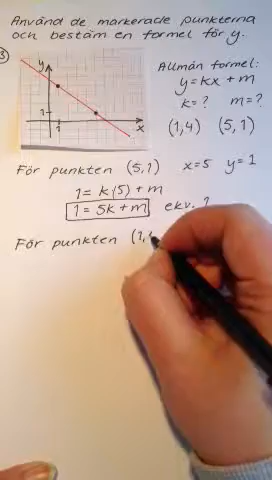 Använd de markerade punkterna
och bestäm en formel för y.
3)
y
1
1
x
Allmän formel:
y = kx + m
k = ? m = ?
(1,4) (5,1)
För punkten (5,1) x=5 y=1
1 = k(5) + m
1 = 5k + m ekv.
För punkten (1,